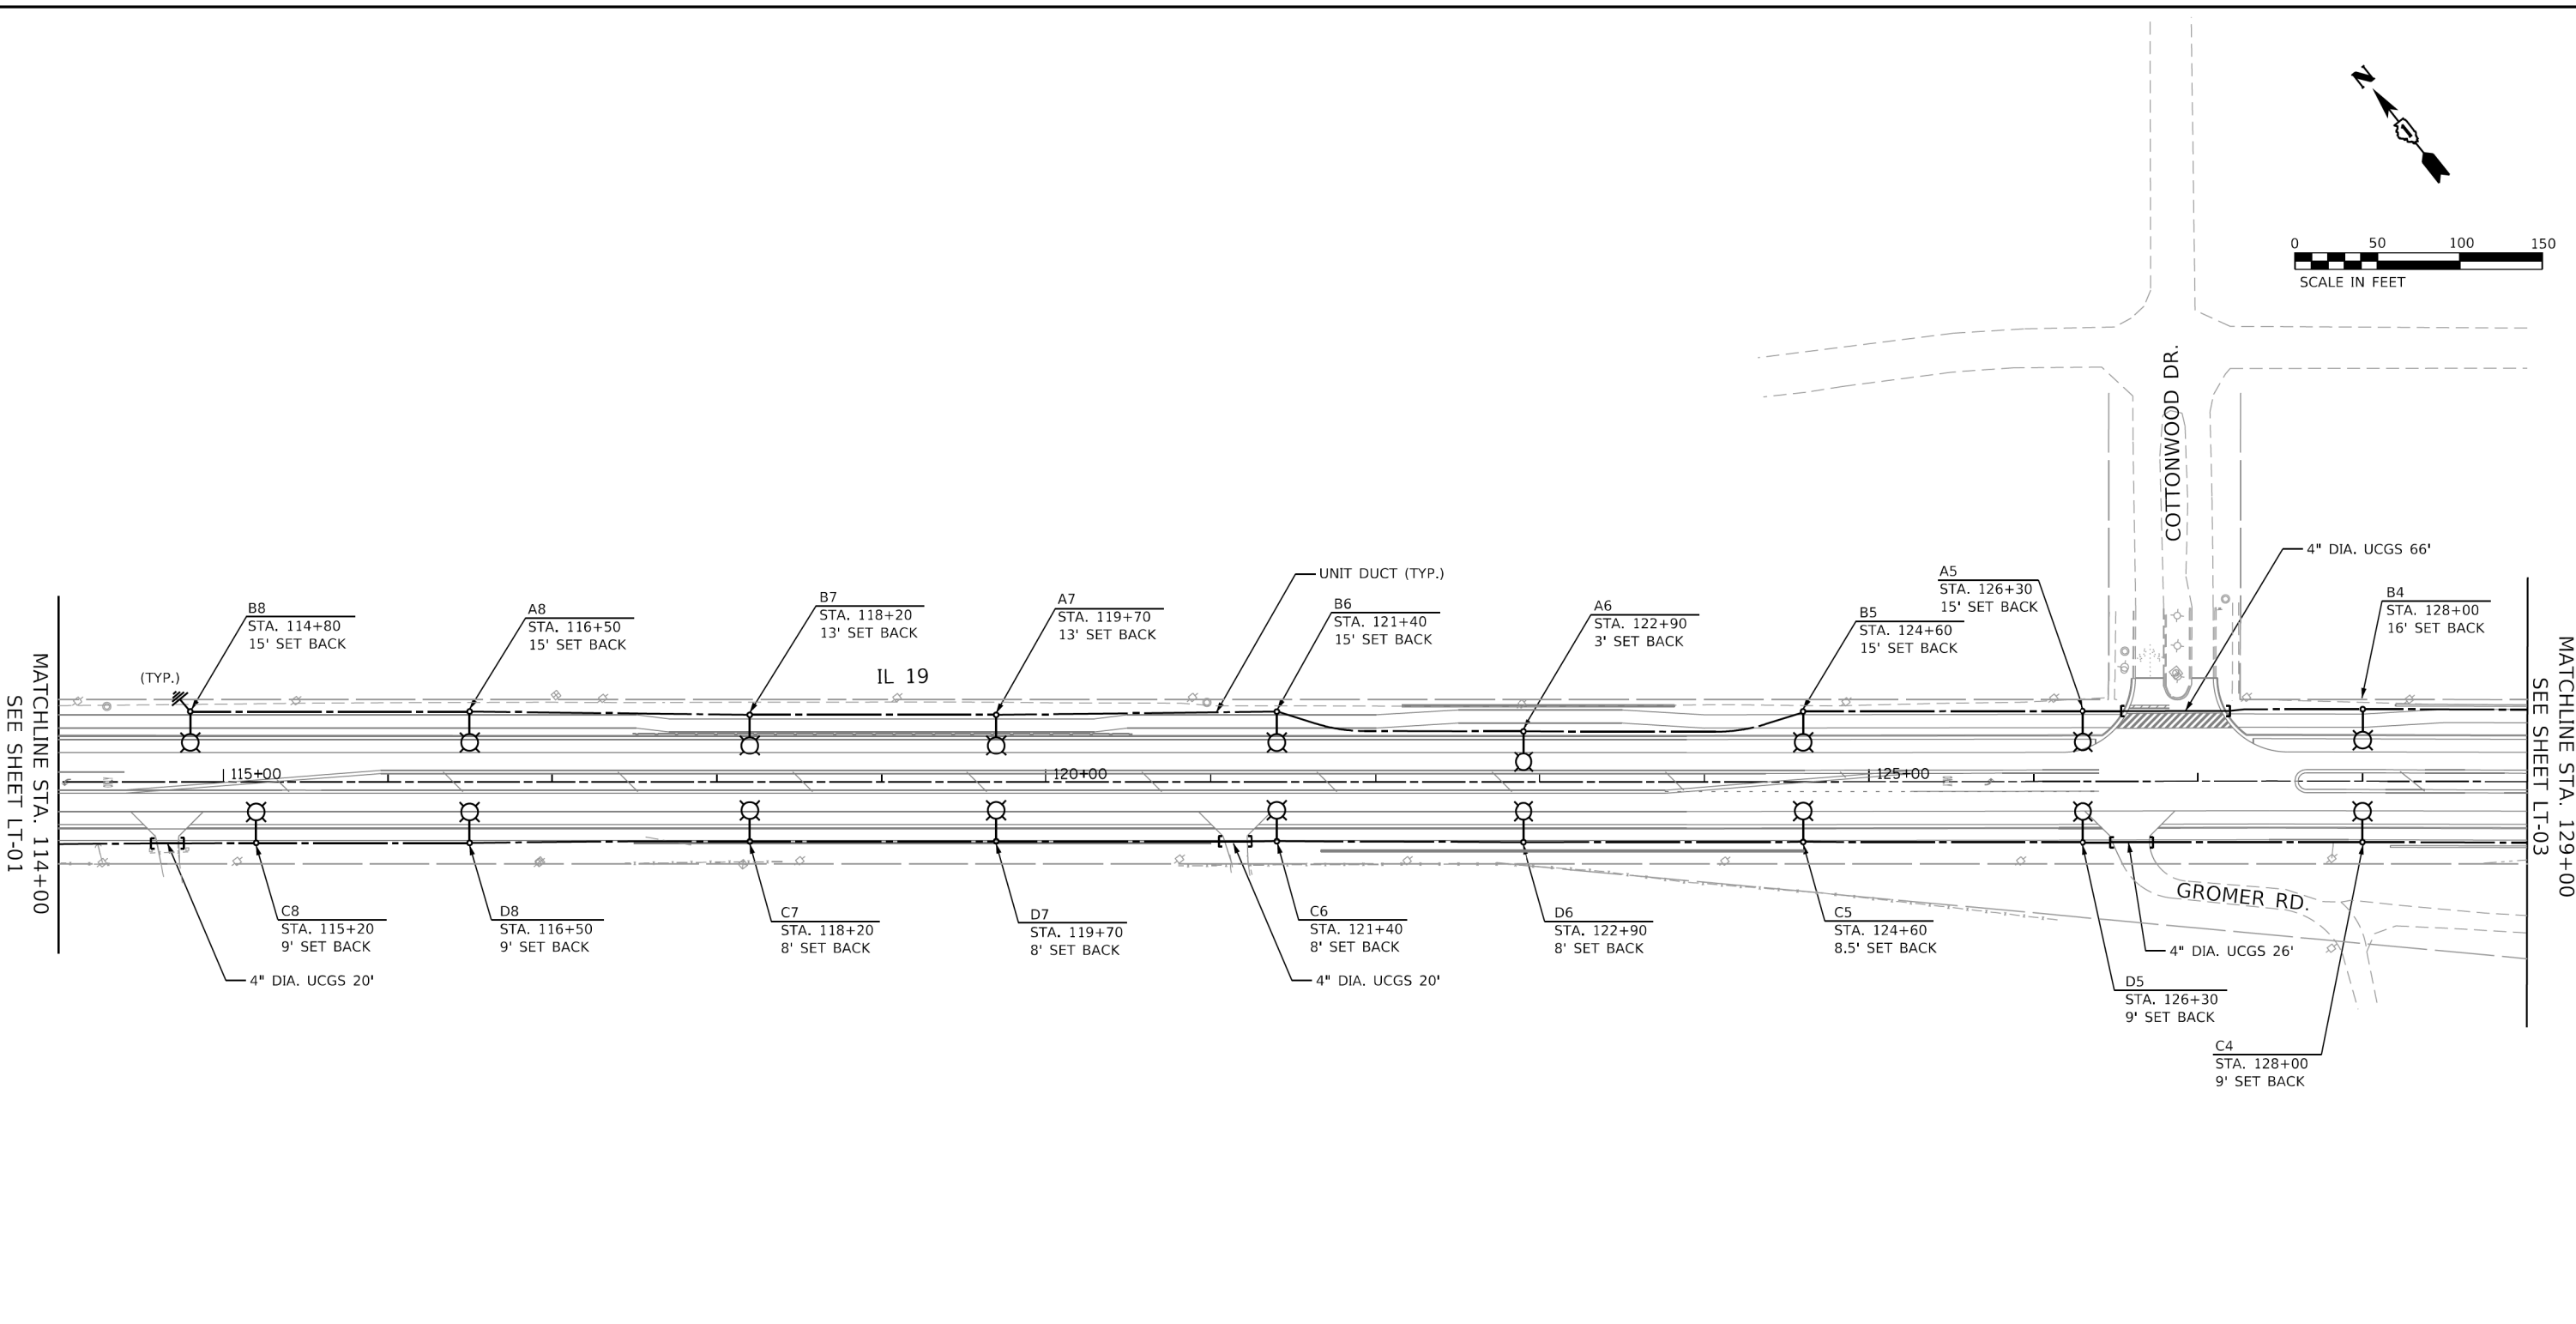 N
1
0 50 100 150
SCALE IN FEET
COTTONWOOD DR.
4" DIA. UCGS 66'
UNIT DUCT (TYP.)
B8
STA. 114+80
15' SET BACK
A8
STA. 116+50
15' SET BACK
B7
STA. 118+20
13' SET BACK
A7
STA. 119+70
13' SET BACK
B6
STA. 121+40
15' SET BACK
A6
STA. 122+90
3' SET BACK
B5
STA. 124+60
15' SET BACK
A5
STA. 126+30
15' SET BACK
B4
STA. 128+00
16' SET BACK
(TYP.)
IL 19
MATCHLINE STA. 114+00
SEE SHEET LT-01
MATCHLINE STA. 129+00
SEE SHEET LT-03
115+00
120+00
125+00
GROMER RD.
C8
STA. 115+20
9' SET BACK
D8
STA. 116+50
9' SET BACK
C7
STA. 118+20
8' SET BACK
D7
STA. 119+70
8' SET BACK
C6
STA. 121+40
8' SET BACK
D6
STA. 122+90
8' SET BACK
C5
STA. 124+60
8.5' SET BACK
4" DIA. UCGS 26'
4" DIA. UCGS 20'
4" DIA. UCGS 20'
D5
STA. 126+30
9' SET BACK
C4
STA. 128+00
9' SET BACK